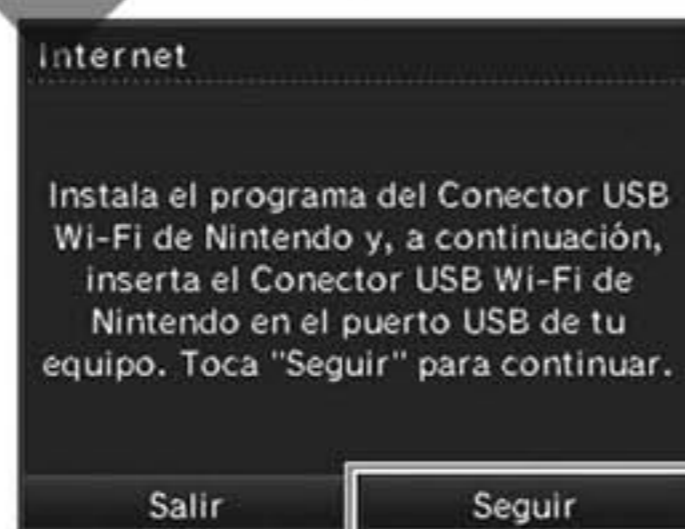 Internet
Instala el programa del Conector USB
Wi-Fi de Nintendo y, a continuación,
inserta el Conector USB Wi-Fi de
Nintendo en el puerto USB de tu
equipo. Toca "Seguir" para continuar.
Salir
Seguir